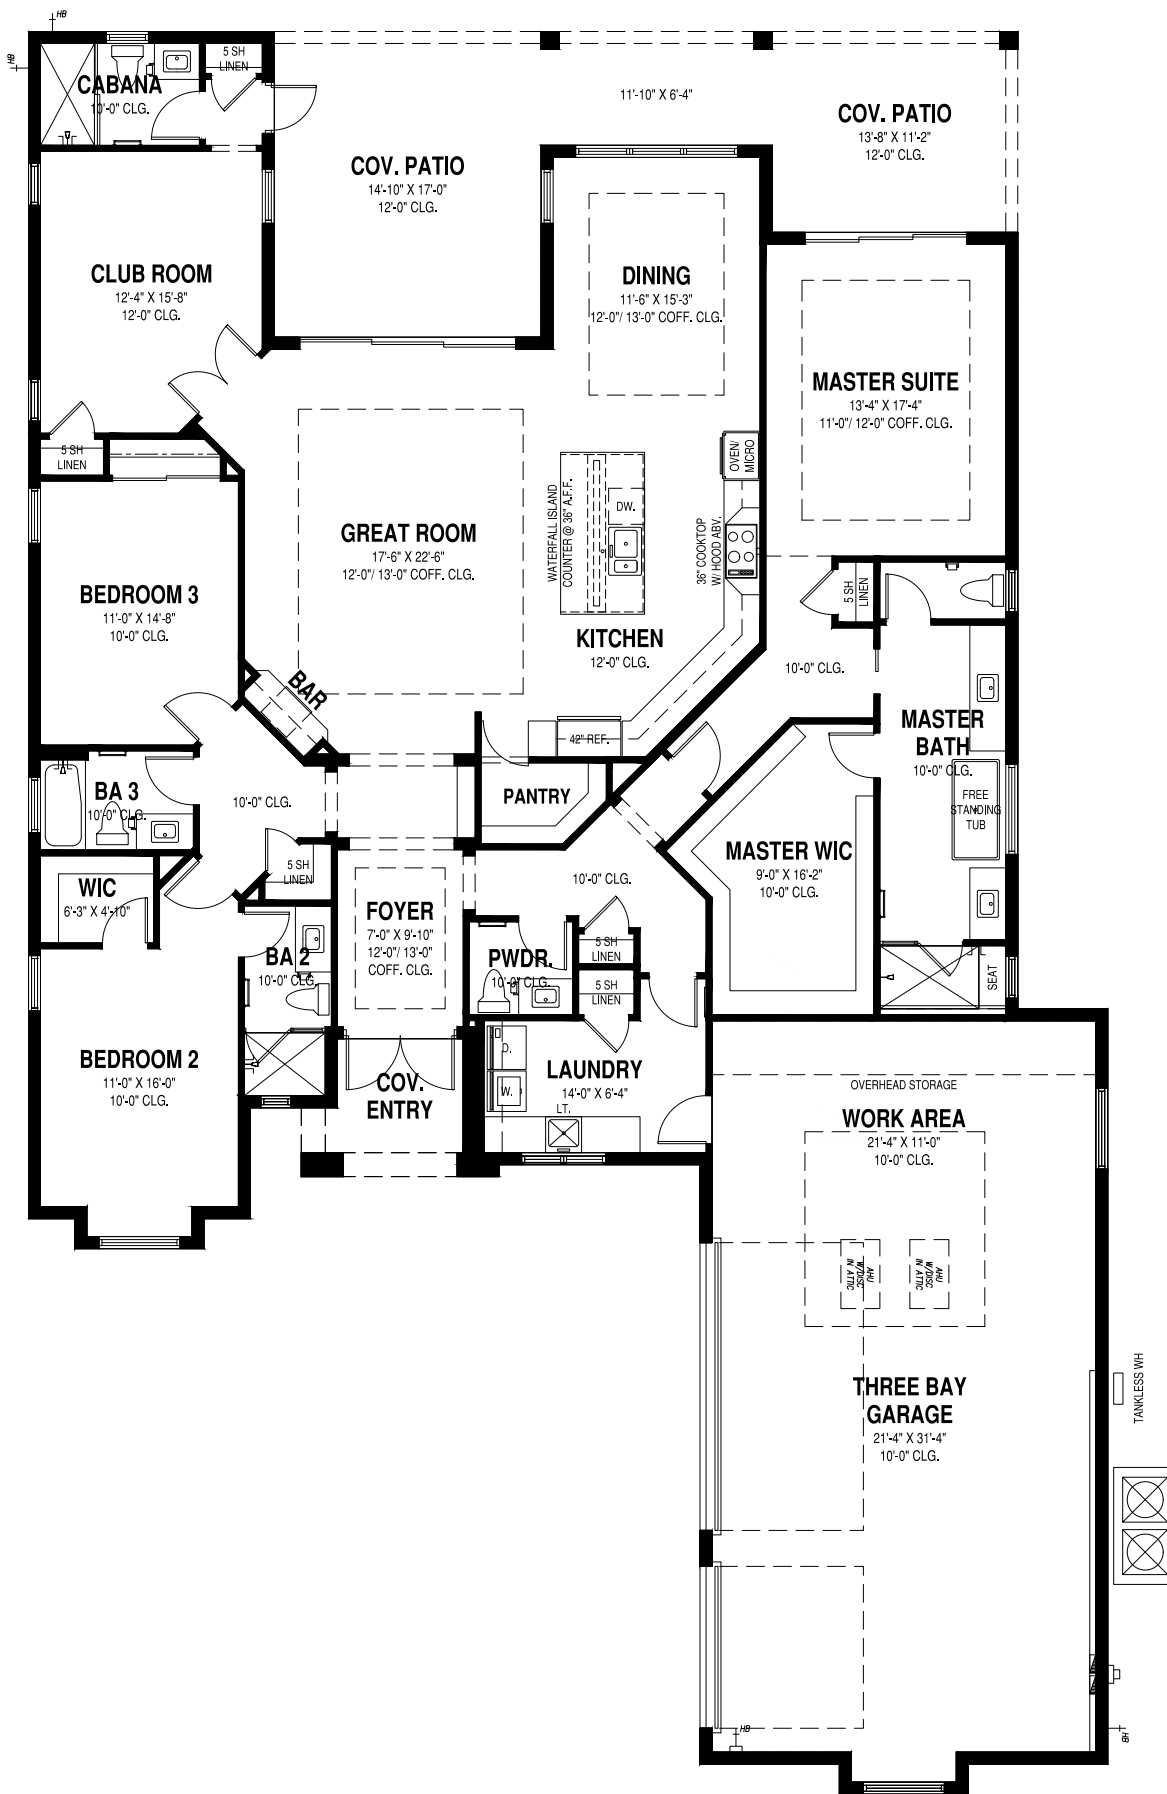 HB
HB
5 SH
LINEN
CABANA
10'-0" CLG.
11'-10" X 6'-4"
COV. PATIO
13'-8" X 11'-2"
12'-0" CLG.
COV. PATIO
14'-10" X 17'-0"
12'-0" CLG.
CLUB ROOM
12'-4" X 15'-8"
12'-0" CLG.
DINING
11'-6" X 15'-3"
12'-0"/ 13'-0" COFF. CLG.
MASTER SUITE
13'-4" X 17'-4"
11'-0"/ 12'-0" COFF. CLG.
5 SH
LINEN
OVEN/
MICRO
WATERFALL ISLAND
COUNTER @ 36" A.F.F.
DW.
36" COOKTOP
W/ HOOD ABV.
GREAT ROOM
17'-6" X 22'-6"
12'-0"/ 13'-0" COFF. CLG.
BEDROOM 3
11'-0" X 14'-8"
10'-0" CLG.
5 SH
LINEN
KITCHEN
12'-0" CLG.
10'-0" CLG.
BAR
42" REF.
MASTER
BATH
10'-0" CLG.
FREE
STANDING
TUB
BA 3
10'-0" CLG.
10'-0" CLG.
PANTRY
MASTER WIC
9'-0" X 16'-2"
10'-0" CLG.
5 SH
LINEN
WIC
6'-3" X 4'-10"
10'-0" CLG.
FOYER
7'-0" X 9'-10"
12'-0"/ 13'-0"
COFF. CLG.
BA 2
10'-0" CLG.
PWDR.
10'-0" CLG.
5 SH
LINEN
5 SH
LINEN
SEAT
BEDROOM 2
11'-0" X 16'-0"
10'-0" CLG.
COV.
ENTRY
D.
W.
LAUNDRY
14'-0" X 6'-4"
LT.
OVERHEAD STORAGE
WORK AREA
21'-4" X 11'-0"
10'-0" CLG.
AHU
W/DISC
IN ATTIC
AHU
W/DISC
IN ATTIC
THREE BAY
GARAGE
21'-4" X 31'-4"
10'-0" CLG.
TANKLESS WH
HB
HB